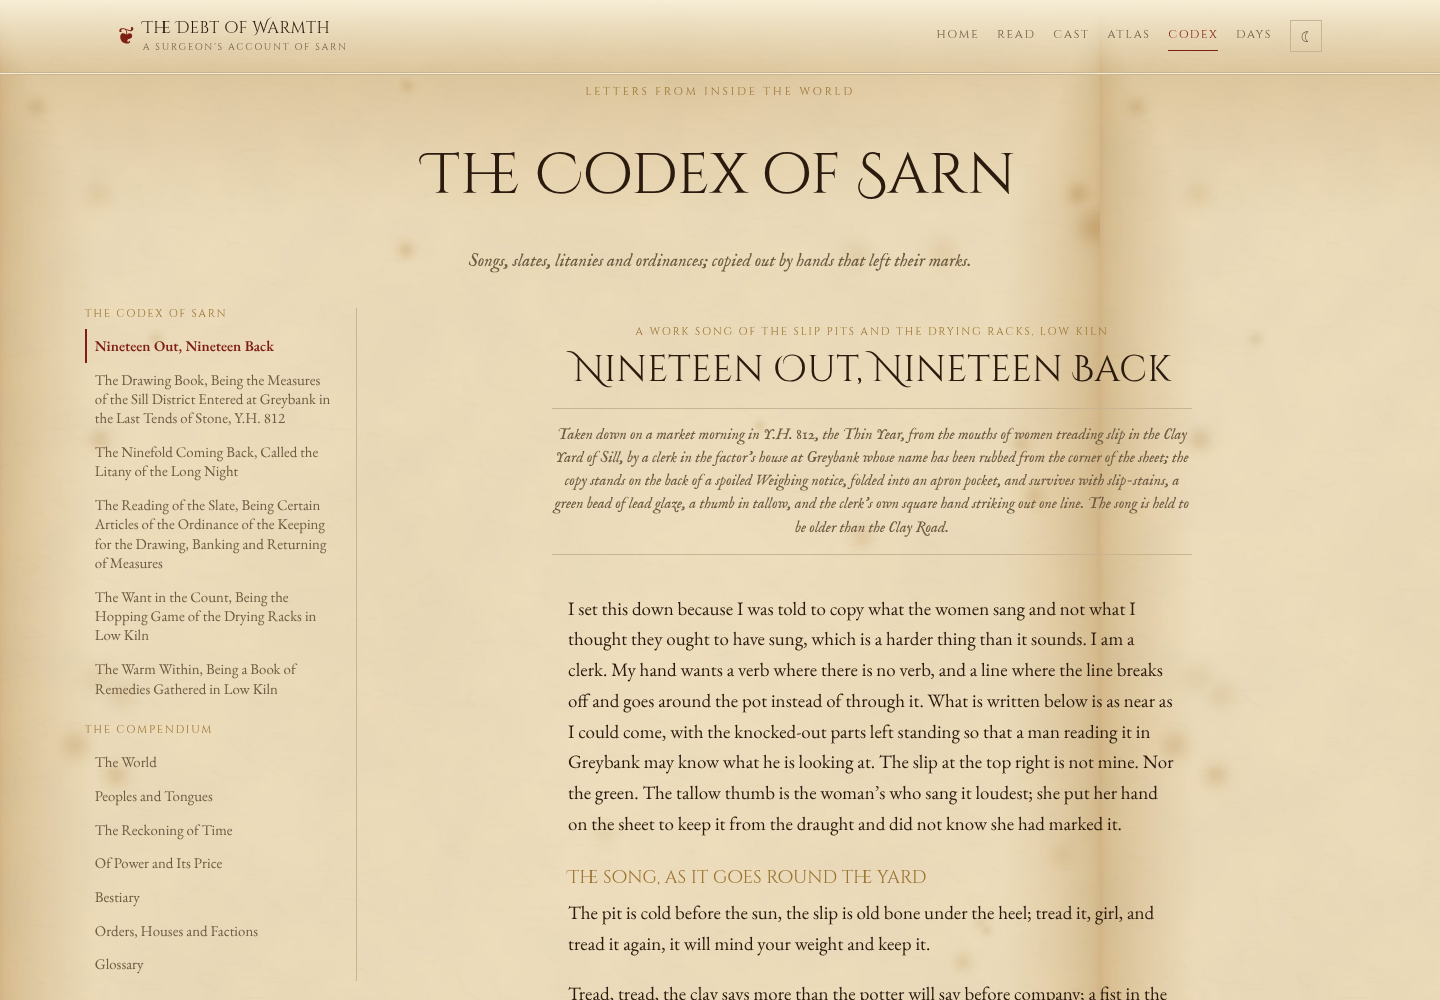 THE DEBT OF WARMTH
A SURGEON'S ACCOUNT OF SARN
HOME READ CAST ATLAS CODEX DAYS
LETTERS FROM INSIDE THE WORLD
THE CODEX OF SARN
Songs, slates, litanies and ordinances; copied out by hands that left their marks.
THE CODEX OF SARN
Nineteen Out, Nineteen Back
The Drawing Book, Being the Measures
of the Sill District Entered at Greybank in
the Last Tends of Stone, Y.H. 812
The Ninefold Coming Back, Called the
Litany of the Long Night
The Reading of the Slate, Being Certain
Articles of the Ordinance of the Keeping
for the Drawing, Banking and Returning
of Measures
The Want in the Count, Being the
Hopping Game of the Drying Racks in
Low Kiln
The Warm Within, Being a Book of
Remedies Gathered in Low Kiln
THE COMPENDIUM
The World
Peoples and Tongues
The Reckoning of Time
Of Power and Its Price
Bestiary
Orders, Houses and Factions
Glossary
A WORK SONG OF THE SLIP PITS AND THE DRYING RACKS, LOW KILN
NINETEEN OUT, NINETEEN BACK
Taken down on a market morning in Y.H. 812, the Thin Year, from the mouths of women treading slip in the Clay
Yard of Sill, by a clerk in the factor's house at Greybank whose name has been rubbed from the corner of the sheet; the
copy stands on the back of a spoiled Weighing notice, folded into an apron pocket, and survives with slip-stains, a
green bead of lead glaze, a thumb in tallow, and the clerk's own square hand striking out one line. The song is held to
be older than the Clay Road.
I set this down because I was told to copy what the women sang and not what I
thought they ought to have sung, which is a harder thing than it sounds. I am a
clerk. My hand wants a verb where there is no verb, and a line where the line breaks
off and goes around the pot instead of through it. What is written below is as near as
I could come, with the knocked-out parts left standing so that a man reading it in
Greybank may know what he is looking at. The slip at the top right is not mine. Nor
the green. The tallow thumb is the woman's who sang it loudest; she put her hand
on the sheet to keep it from the draught and did not know she had marked it.
THE SONG, AS IT GOES ROUND THE YARD
The pit is cold before the sun, the slip is old bone under the heel; tread it, girl, and
tread it again, it will mind your weight and keep it.
Tread, tread, the clay says more than the potter will say before company; a fist in the